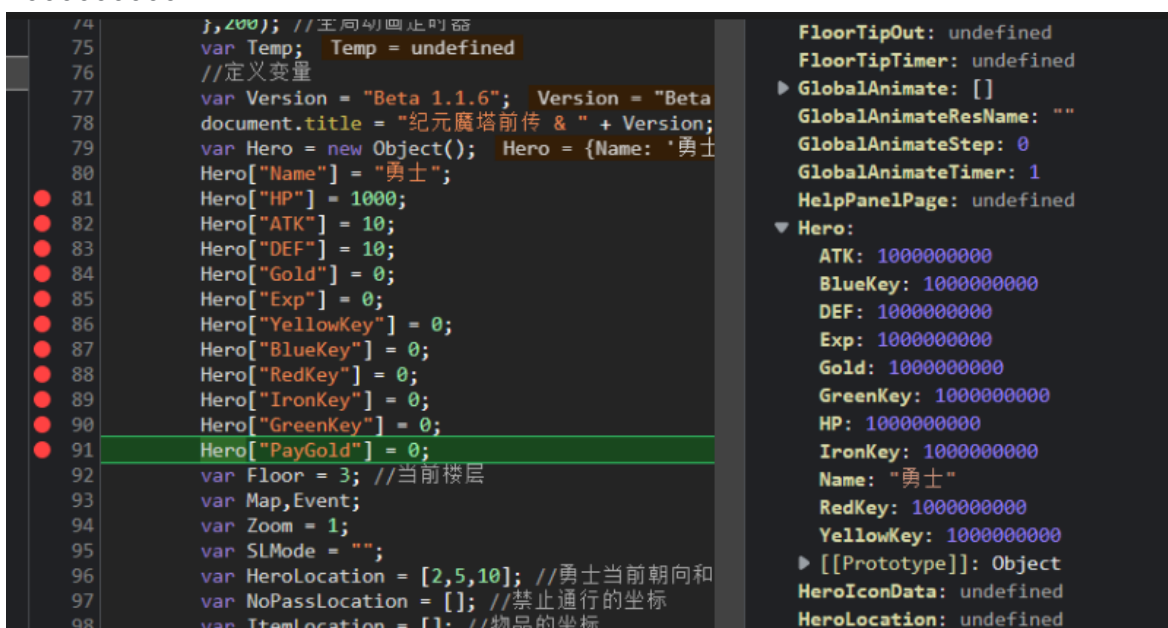 74 },200); //全局动画定时器
75 var Temp; Temp = undefined
76 //定义变量
77 var Version = "Beta 1.1.6"; Version = "Beta
78 document.title = "纪元魔塔前传 & " + Version;
79 var Hero = new Object(); Hero = {Name: '勇士
80 Hero["Name"] = "勇士";
81 Hero["HP"] = 1000;
82 Hero["ATK"] = 10;
83 Hero["DEF"] = 10;
84 Hero["Gold"] = 0;
85 Hero["Exp"] = 0;
86 Hero["YellowKey"] = 0;
87 Hero["BlueKey"] = 0;
88 Hero["RedKey"] = 0;
89 Hero["IronKey"] = 0;
90 Hero["GreenKey"] = 0;
91 Hero["PayGold"] = 0;
92 var Floor = 3; //当前楼层
93 var Map,Event;
94 var Zoom = 1;
95 var SLMode = "";
96 var HeroLocation = [2,5,10]; //勇士当前朝向和
97 var NoPassLocation = []; //禁止通行的坐标
98 var ItemLocation = []; //物品的坐标
FloorTipOut: undefined
FloorTipTimer: undefined
GlobalAnimate: []
GlobalAnimateResName: ""
GlobalAnimateStep: 0
GlobalAnimateTimer: 1
HelpPanelPage: undefined
Hero:
ATK: 1000000000
BlueKey: 1000000000
DEF: 1000000000
Exp: 1000000000
Gold: 1000000000
GreenKey: 1000000000
HP: 1000000000
IronKey: 1000000000
Name: "勇士"
RedKey: 1000000000
YellowKey: 1000000000
[[Prototype]]: Object
HeroIconData: undefined
HeroLocation: undefined